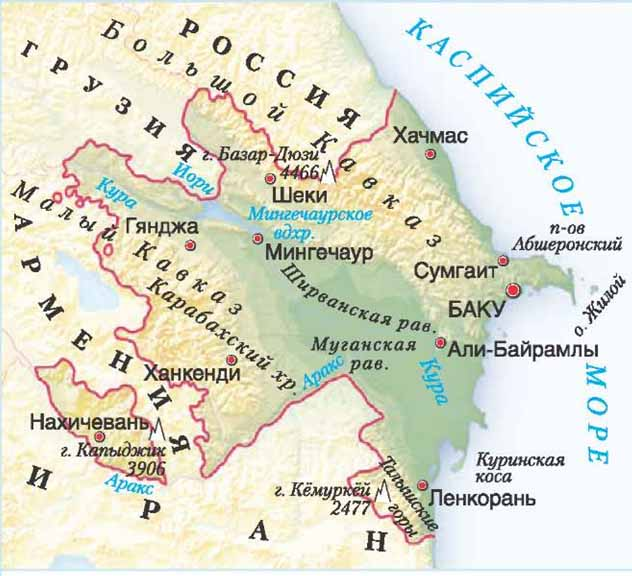 РОССИЯ
Большой Кавказ
ГРУЗИЯ
КАСПИЙСКОЕ
МОРЕ
Хачмас
г. Базар-Дюзи
4466
Иори
Шеки
Кура
Мингечаурское
вдхр.
Малый Кавказ
Гянджа
Мингечаур
п-ов
Абшеронский
Сумгаит
БАКУ
о. Жилой
АРМЕНИЯ
Ширванская рав.
Карабахский хр.
Муганская
рав.
Али-Байрамлы
Кура
Ханкенди
Аракс
Нахичевань
г. Капыджик
3906
Аракс
Куринская
коса
Талышские
горы
г. Кёмуркёй
2477
Ленкорань
ИРАН